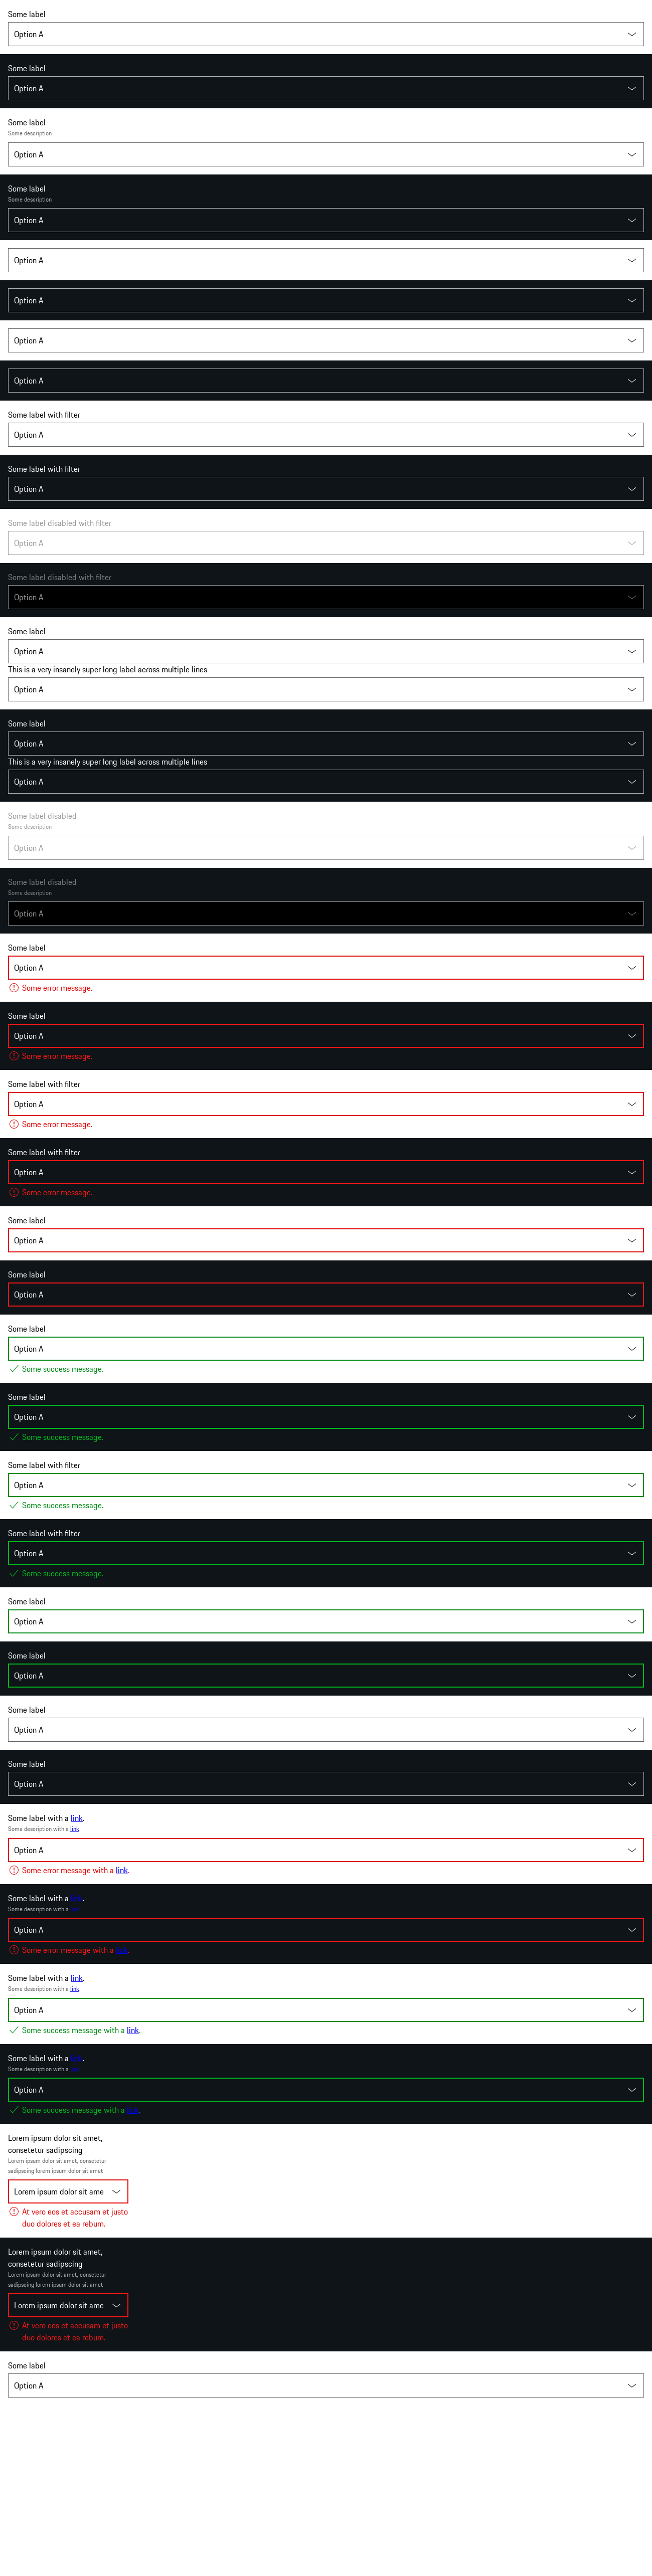 Some label
Option A
Some label
Option A
Some label
Some description
Option A
Some label
Some description
Option A
Option A
Option A
Option A
Option A
Some label with filter
Option A
Some label with filter
Option A
Some label disabled with filter
Option A
Some label disabled with filter
Option A
Some label
Option A
This is a very insanely super long label across multiple lines
Option A
Some label
Option A
This is a very insanely super long label across multiple lines
Option A
Some label disabled
Some description
Option A
Some label disabled
Some description
Option A
Some label
Option A
Some error message.
Some label
Option A
Some error message.
Some label with filter
Option A
Some error message.
Some label with filter
Option A
Some error message.
Some label
Option A
Some label
Option A
Some label
Option A
Some success message.
Some label
Option A
Some success message.
Some label with filter
Option A
Some success message.
Some label with filter
Option A
Some success message.
Some label
Option A
Some label
Option A
Some label
Option A
Some label
Option A
Some label with a link.
Some description with a link
Option A
Some error message with a link.
Some label with a link.
Some description with a link
Option A
Some error message with a link.
Some label with a link.
Some description with a link
Option A
Some success message with a link.
Some label with a link.
Some description with a link
Option A
Some success message with a link.
Lorem ipsum dolor sit amet,
consetetur sadipscing
Lorem ipsum dolor sit amet, consetetur
sadipscing lorem ipsum dolor sit amet
Lorem ipsum dolor sit ame
At vero eos et accusam et justo
duo dolores et ea rebum.
Lorem ipsum dolor sit amet,
consetetur sadipscing
Lorem ipsum dolor sit amet, consetetur
sadipscing lorem ipsum dolor sit amet
Lorem ipsum dolor sit ame
At vero eos et accusam et justo
duo dolores et ea rebum.
Some label
Option A